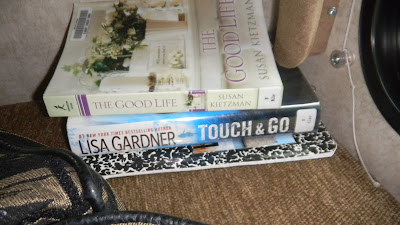 THE
GOOD LIFE
SUSAN KIETZMAN
THE GOOD LIFE
SUSAN
KIETZMAN
#1 NEW YORK TIMES BESTSELLING AUTHOR
LISA GARDNER
TOUCH & GO